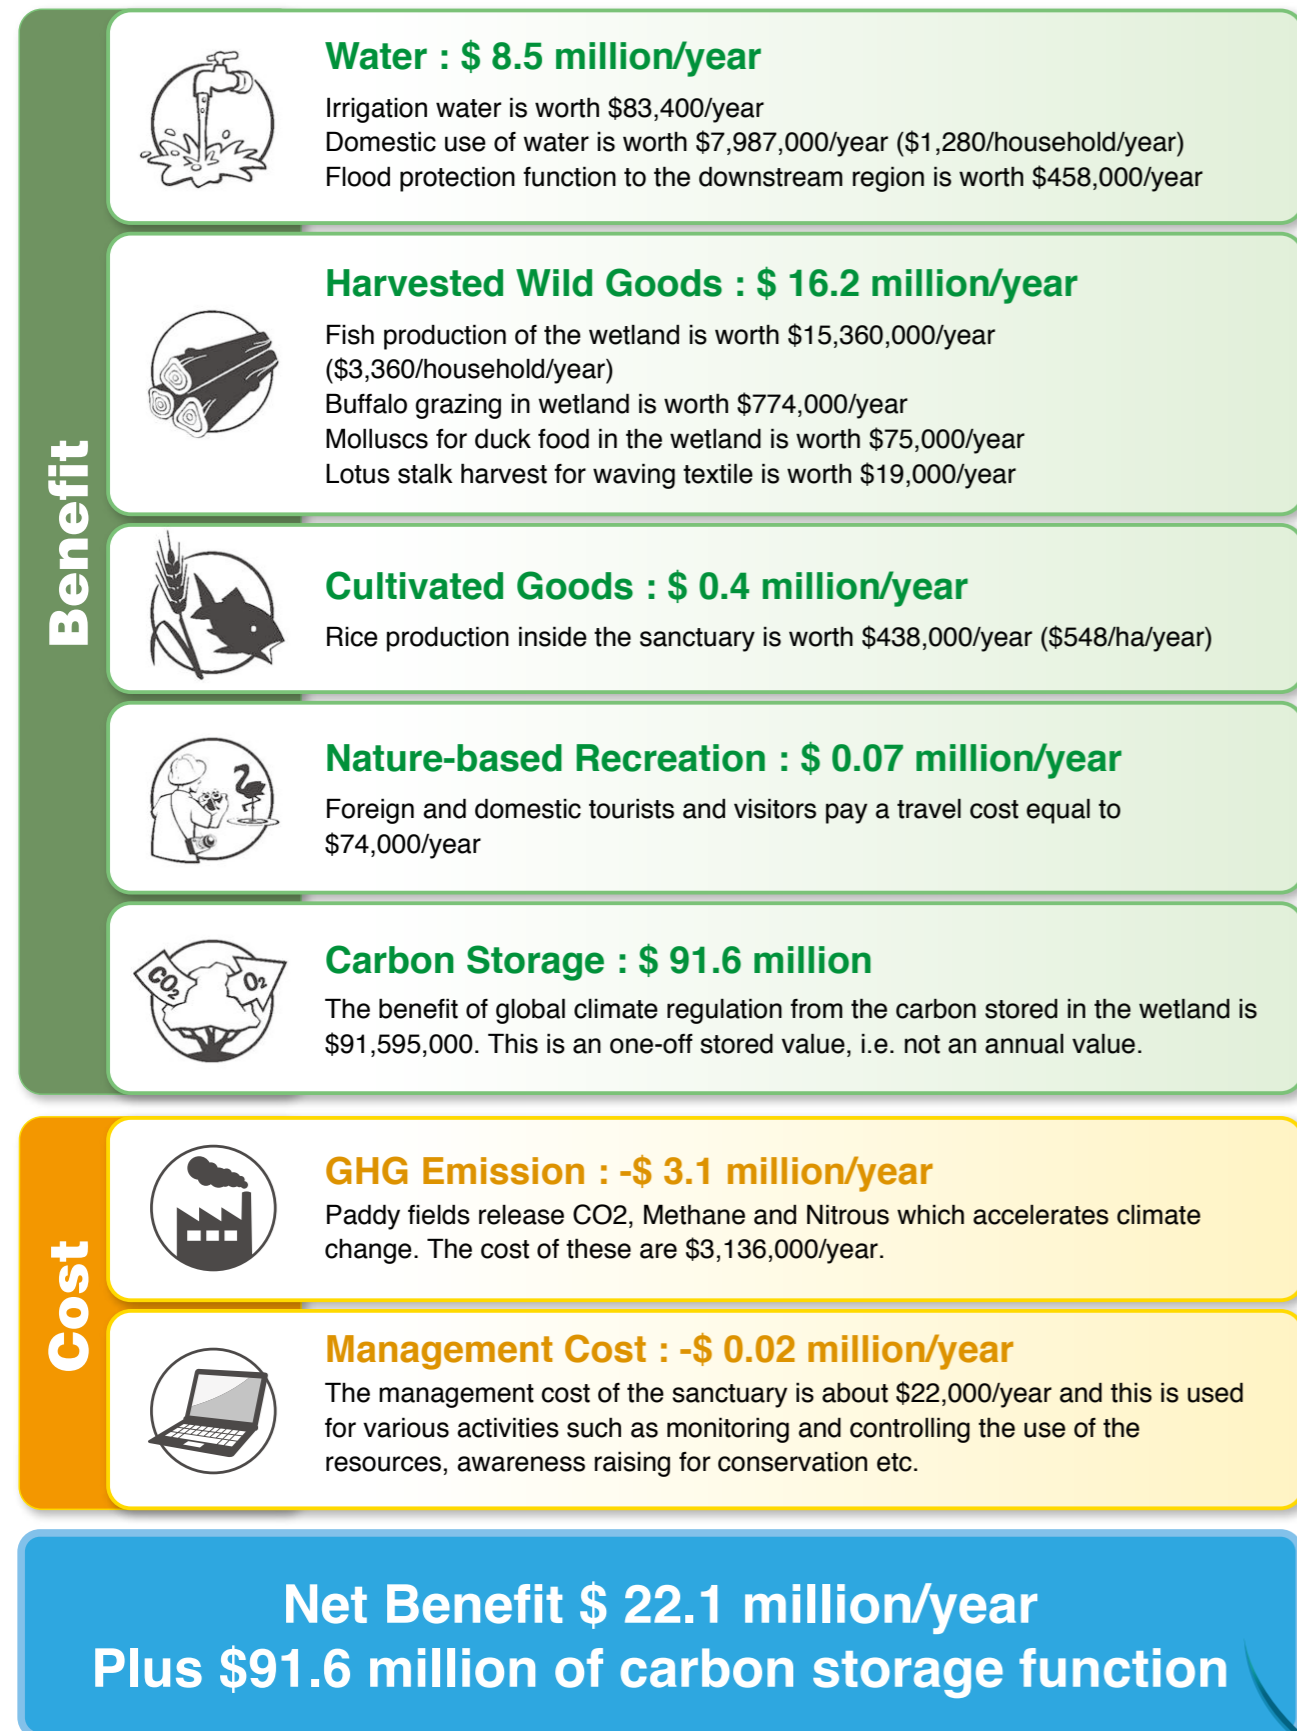 Benefit
Water : $ 8.5 million/year
Irrigation water is worth $83,400/year
Domestic use of water is worth $7,987,000/year ($1,280/household/year)
Flood protection function to the downstream region is worth $458,000/year
Harvested Wild Goods : $ 16.2 million/year
Fish production of the wetland is worth $15,360,000/year
($3,360/household/year)
Buffalo grazing in wetland is worth $774,000/year
Molluscs for duck food in the wetland is worth $75,000/year
Lotus stalk harvest for waving textile is worth $19,000/year
Cultivated Goods : $ 0.4 million/year
Rice production inside the sanctuary is worth $438,000/year ($548/ha/year)
Nature-based Recreation : $ 0.07 million/year
Foreign and domestic tourists and visitors pay a travel cost equal to
$74,000/year
CO2
O2
Carbon Storage : $ 91.6 million
The benefit of global climate regulation from the carbon stored in the wetland is
$91,595,000. This is an one-off stored value, i.e. not an annual value.
Cost
GHG Emission : -$ 3.1 million/year
Paddy fields release CO2, Methane and Nitrous which accelerates climate
change. The cost of these are $3,136,000/year.
Management Cost : -$ 0.02 million/year
The management cost of the sanctuary is about $22,000/year and this is used
for various activities such as monitoring and controlling the use of the
resources, awareness raising for conservation etc.
Net Benefit $ 22.1 million/year
Plus $91.6 million of carbon storage function